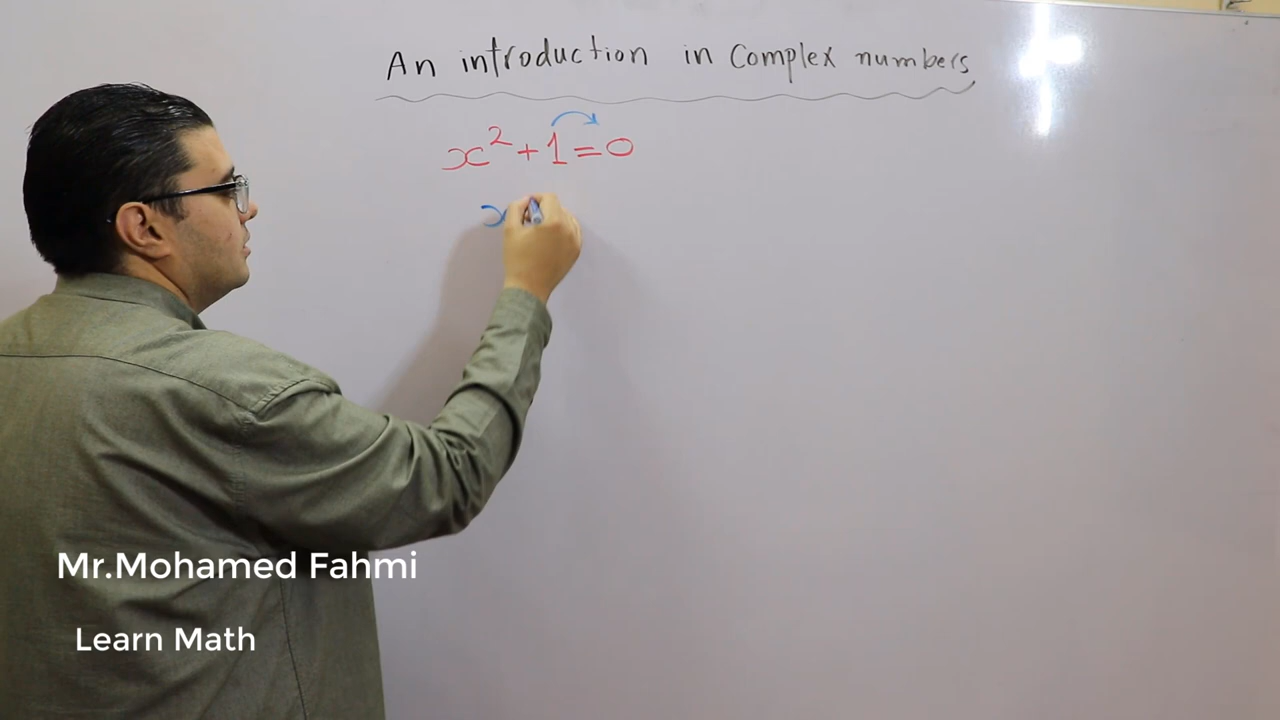 An introduction in Complex numbers
x² + 1 = 0
x
Mr.Mohamed Fahmi
Learn Math